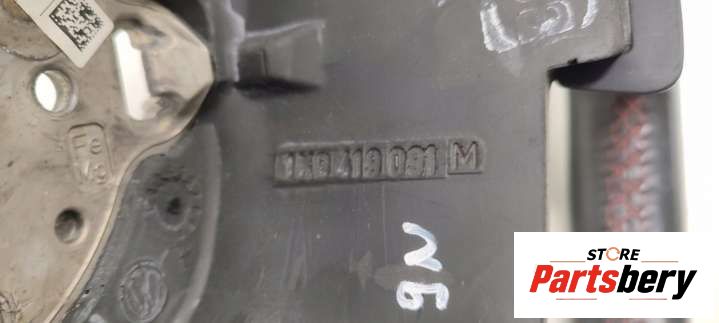 Fe
Mg
1K0419091 M
STORE
Partsbery